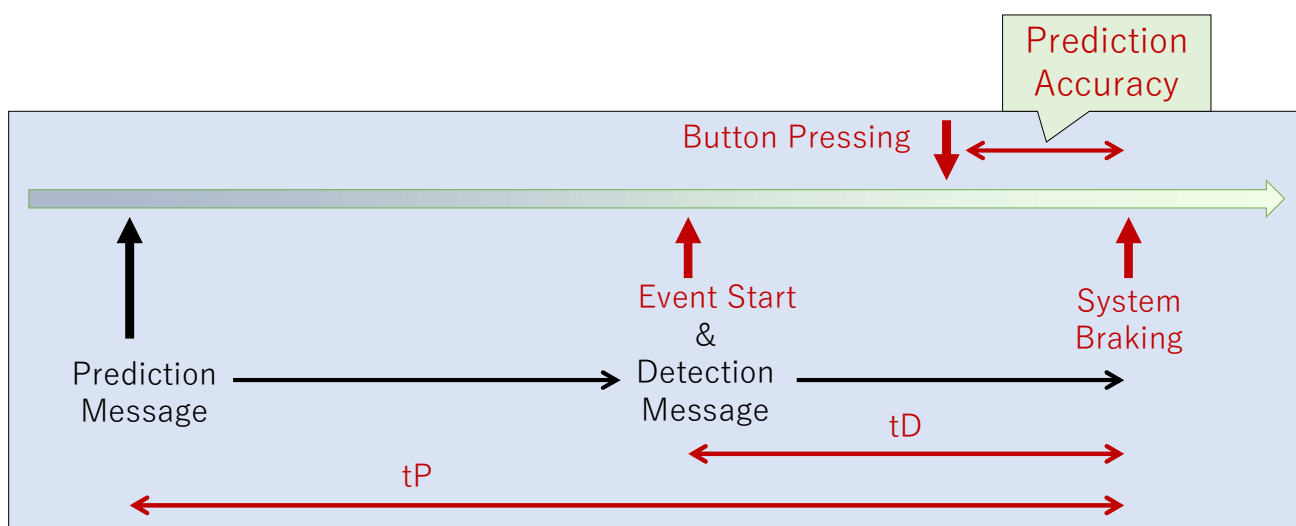 Prediction
Accuracy
Button Pressing
Event Start
&
Detection
Message
System
Braking
Prediction
Message
tD
tP